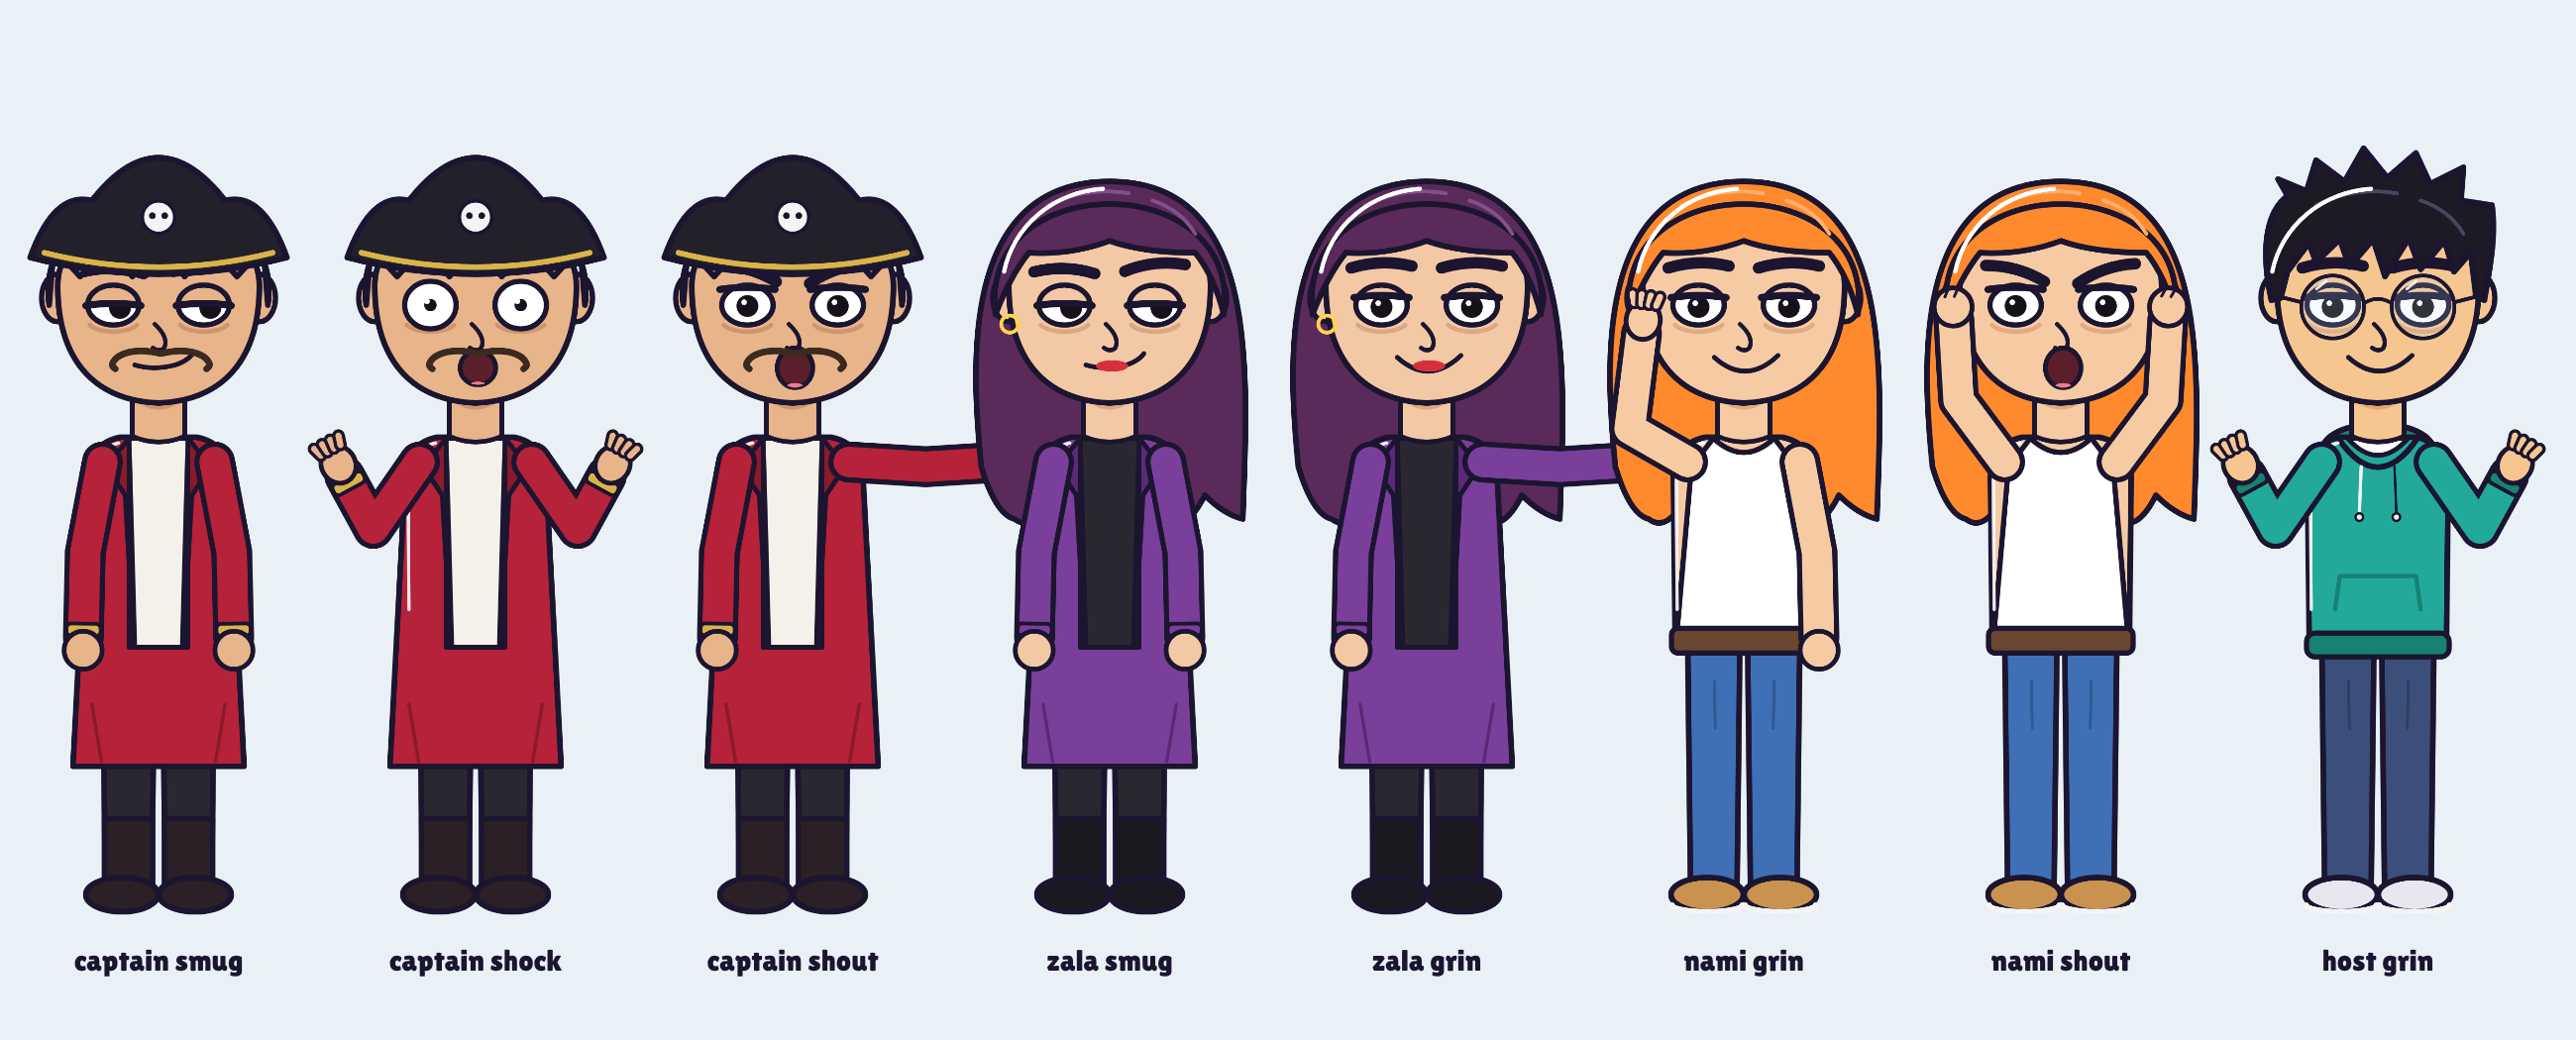 captain smug
captain shock
captain shout
zala smug
zala grin
nami grin
nami shout
host grin